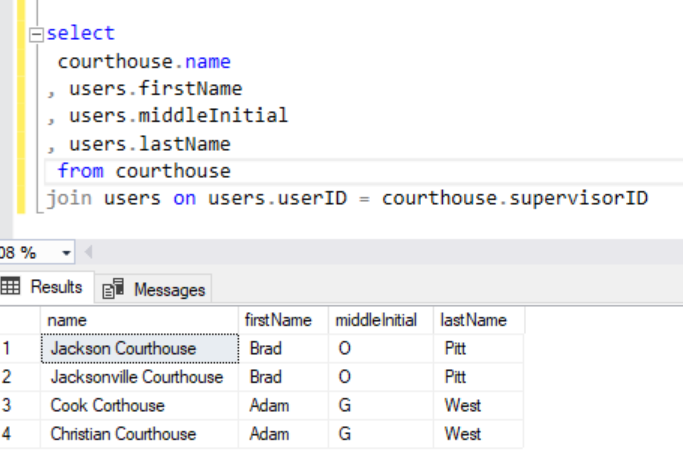 select
courthouse.name
, users.firstName
, users.middleInitial
, users.lastName
from courthouse
join users on users.userID = courthouse.supervisorID
08 %
Results Messages
name firstName middleInitial lastName
1 Jackson Courthouse Brad O Pitt
2 Jacksonville Courthouse Brad O Pitt
3 Cook Corthouse Adam G West
4 Christian Courthouse Adam G West